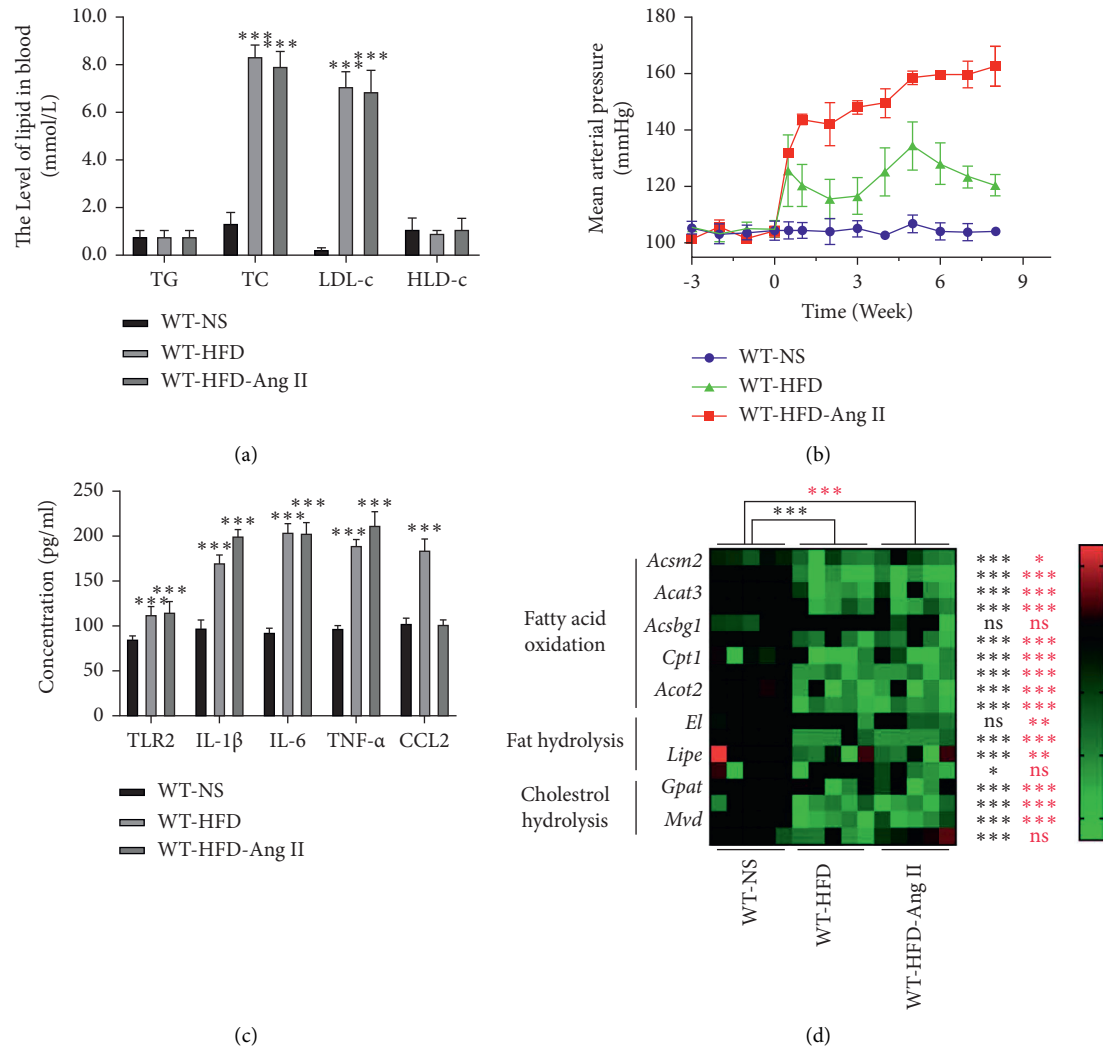 The Level of lipid in blood
(mmol/L)
10.0
8.0
6.0
4.0
2.0
0.0
*** *** *** ***
TG TC LDL-c HLD-c
WT-NS
WT-HFD
WT-HFD-Ang II
(a)
Mean arterial pressure
(mmHg)
160
140
120
100
-3 0 3 6 9
Time (Week)
WT-NS
WT-HFD
WT-HFD-Ang II
(b)
Concentration (pg/ml)
250
200
150
100
50
0
*** *** *** *** *** *** *** *** ***
TLR2 IL-1β IL-6 TNF-α CCL2
WT-NS
WT-HFD
WT-HFD-Ang II
(c)
***
***
Fatty acid
oxidation
Fat hydrolysis
Cholestrol
hydrolysis
Acsm2
Acat3
Acsbg1
Cpt1
Acot2
El
Lipe
Gpat
Mvd
*** *
*** ***
*** ***
*** ***
ns ns
*** ***
*** ***
*** ***
*** ***
*** ***
ns **
*** ***
*** **
* ns
*** ***
*** ***
*** ***
*** ns
WT-NS
WT-HFD
WT-HFD-Ang II
(d)